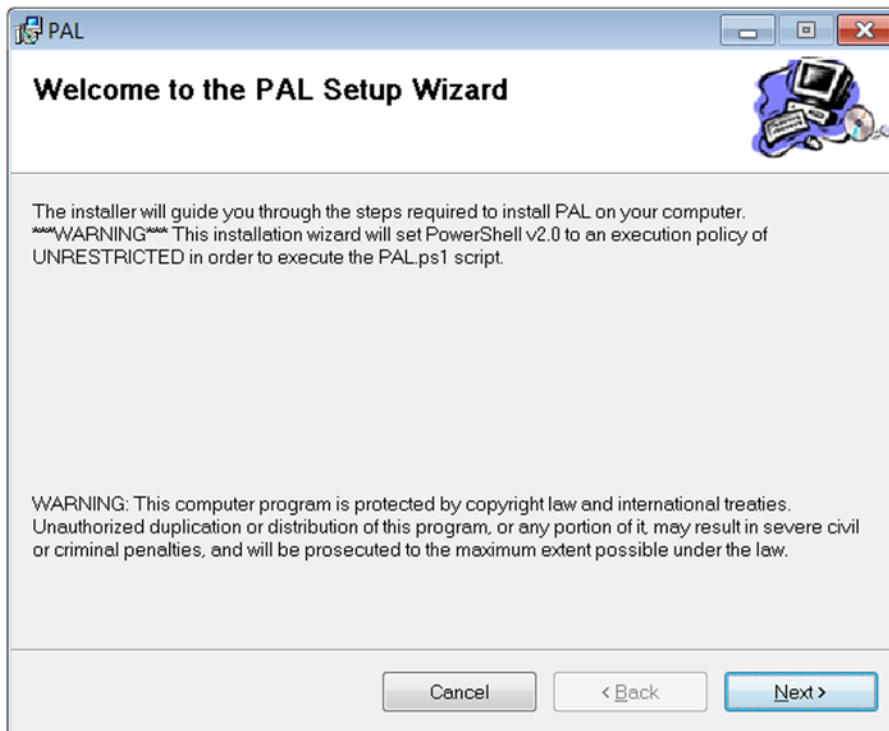 PAL
Welcome to the PAL Setup Wizard
The installer will guide you through the steps required to install PAL on your computer.
***WARNING*** This installation wizard will set PowerShell v2.0 to an execution policy of
UNRESTRICTED in order to execute the PAL.ps1 script.
WARNING: This computer program is protected by copyright law and international treaties.
Unauthorized duplication or distribution of this program, or any portion of it, may result in severe civil
or criminal penalties, and will be prosecuted to the maximum extent possible under the law.
Cancel < Back Next >